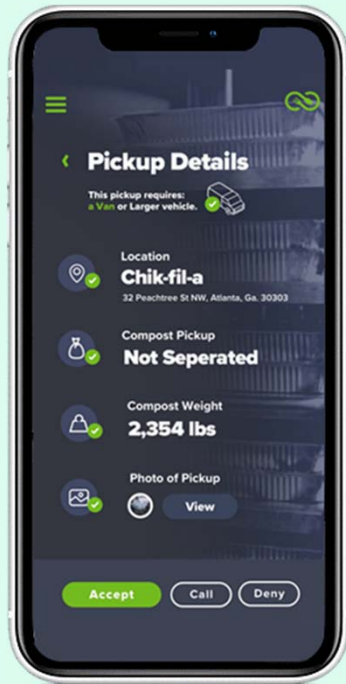 Pickup Details
This pickup requires:
a Van or Larger vehicle.
Location
Chik-fil-a
32 Peachtree St NW, Atlanta, Ga. 30303
Compost Pickup
Not Seperated
Compost Weight
2,354 lbs
Photo of Pickup
View
Accept Call Deny